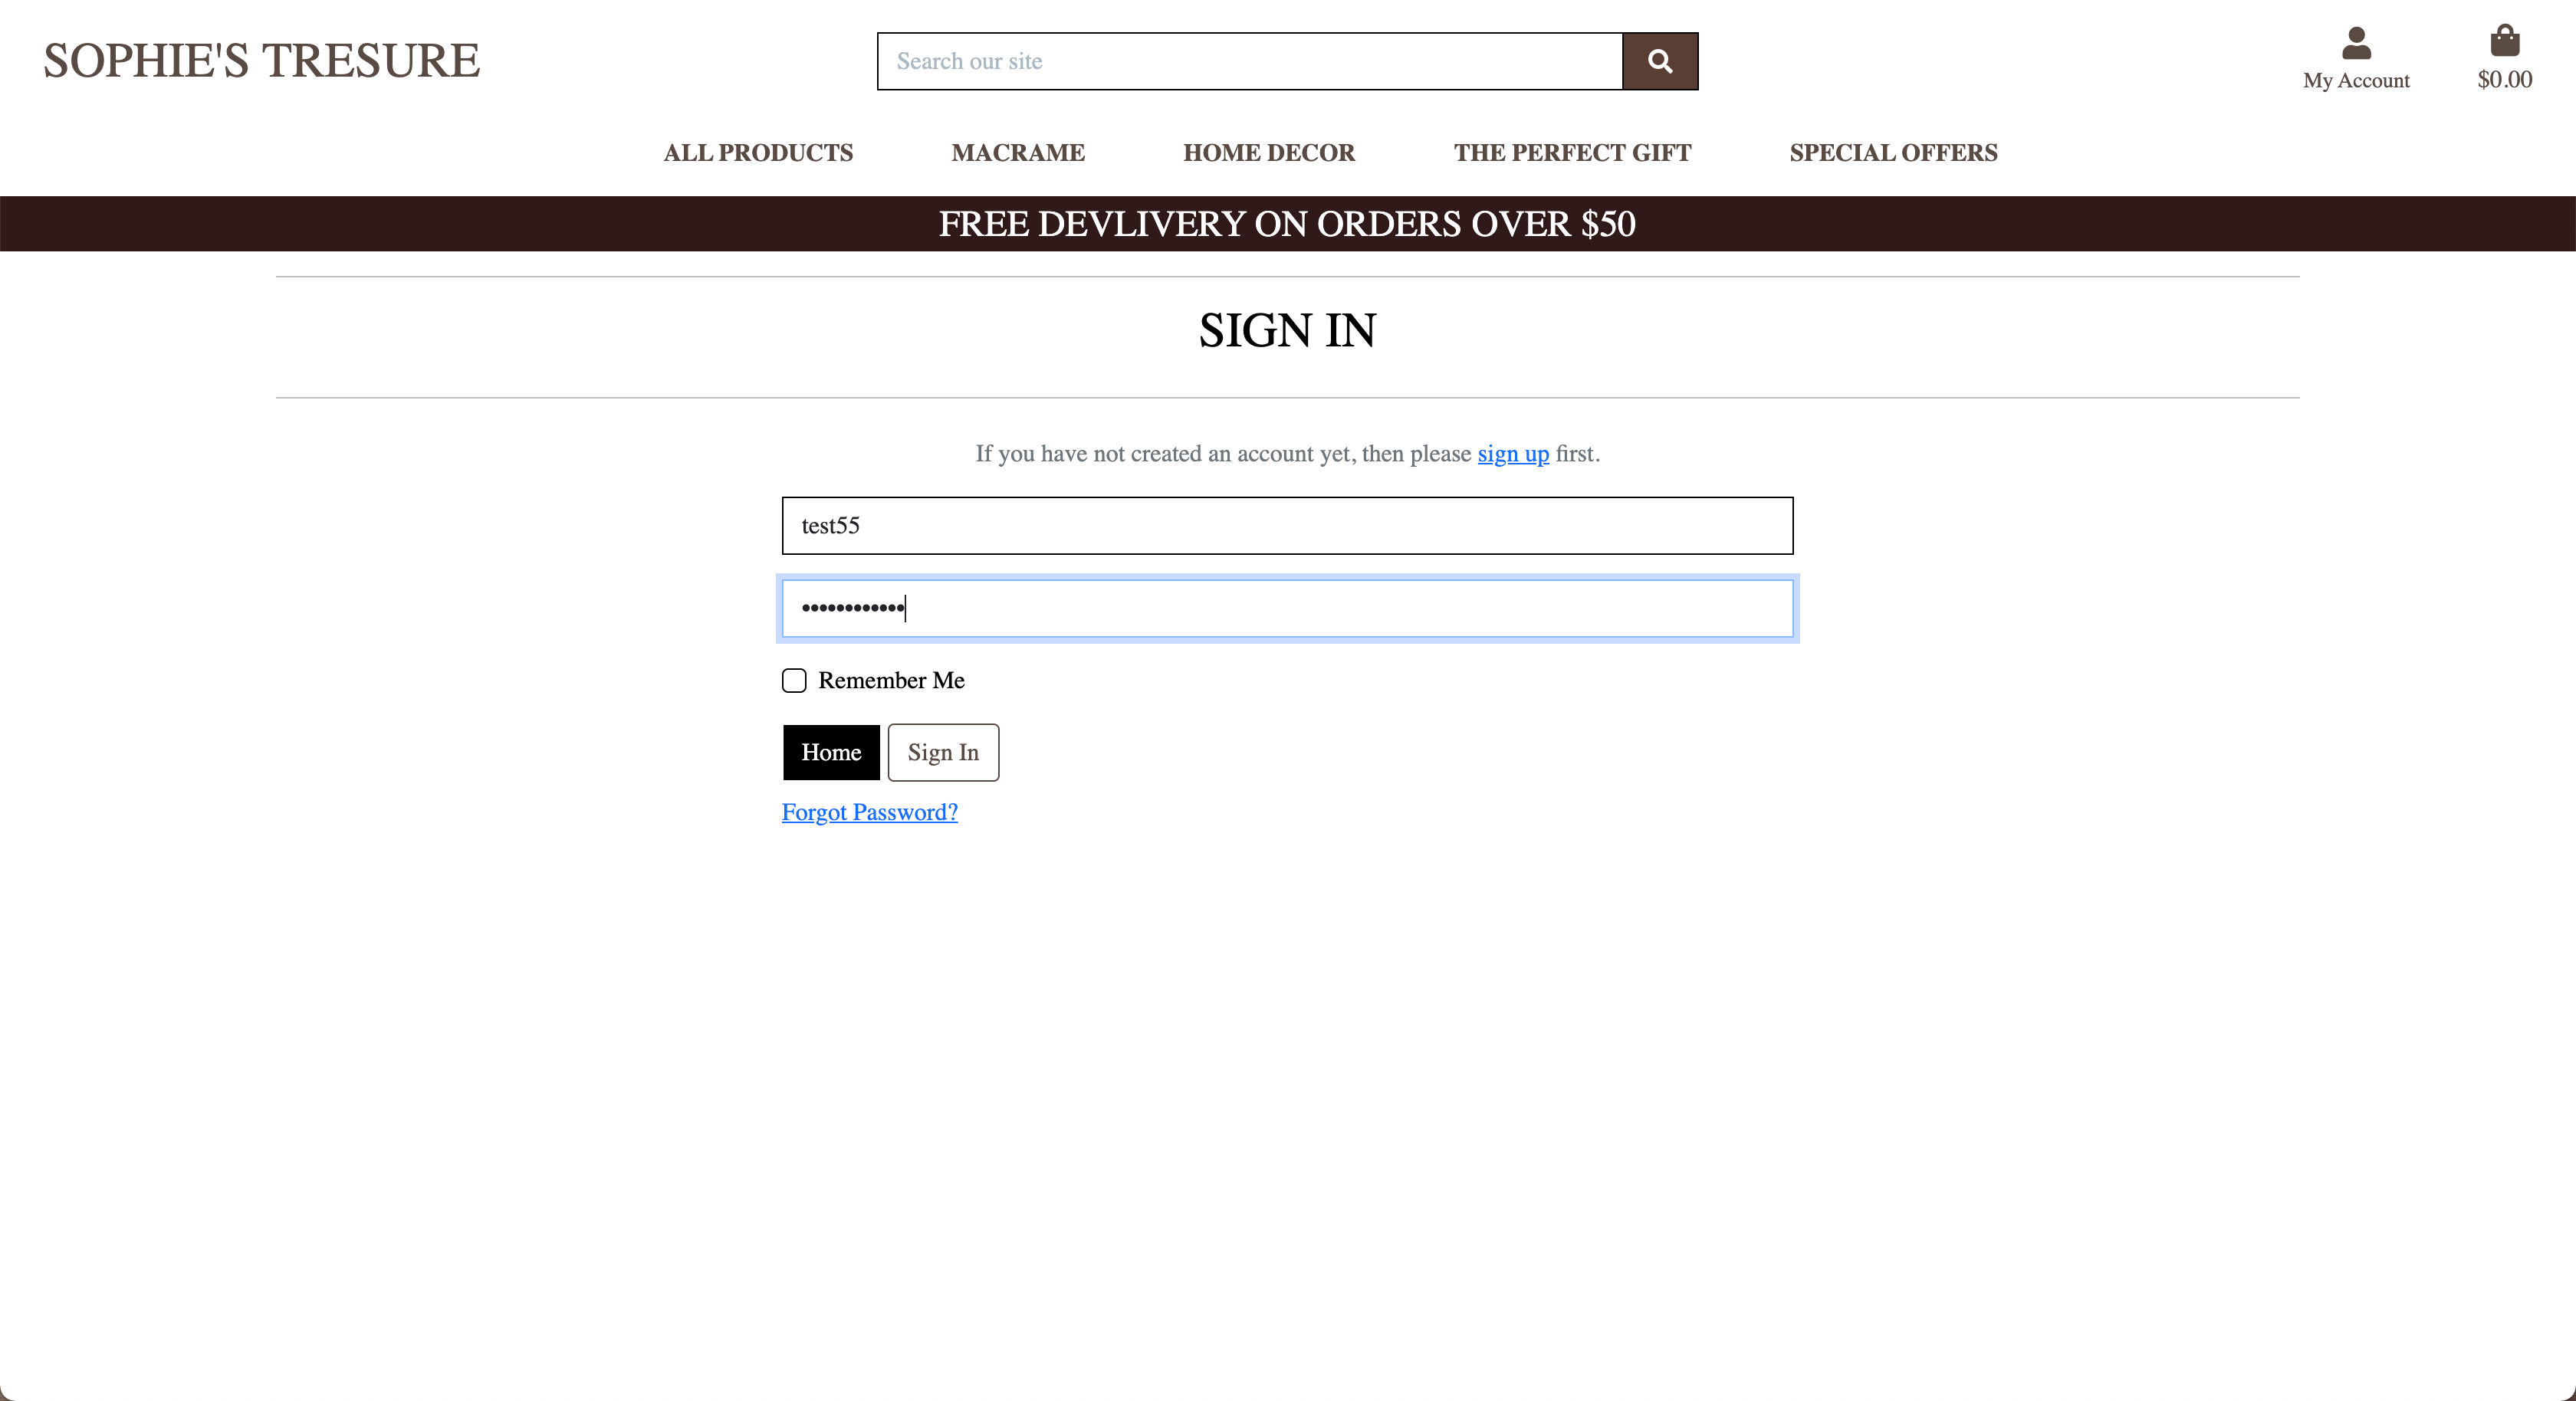 SOPHIE'S TRESURE
Search our site
My Account
$0.00
ALL PRODUCTS MACRAME HOME DECOR THE PERFECT GIFT SPECIAL OFFERS
FREE DEVLIVERY ON ORDERS OVER $50
SIGN IN
If you have not created an account yet, then please sign up first.
test55
••••••••••••
Remember Me
Home Sign In
Forgot Password?